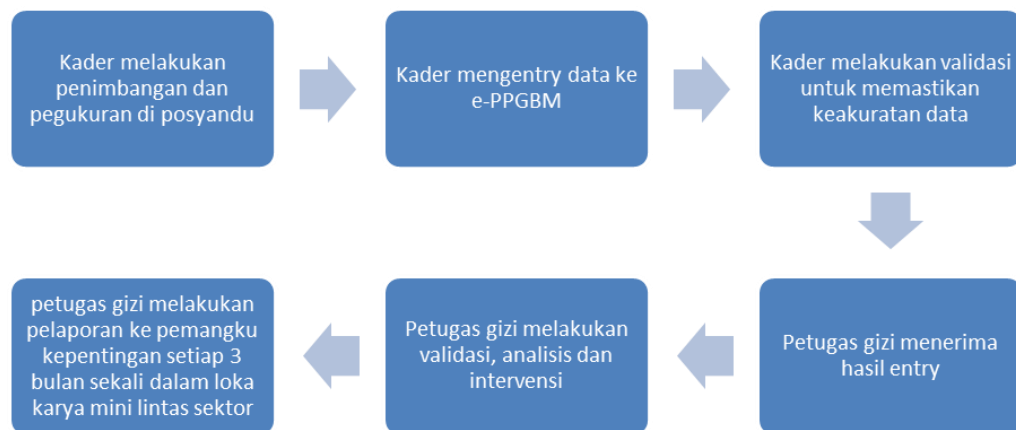 Kader melakukan
penimbangan dan
pegukuran di posyandu
Kader mengentry data ke
e-PPGBM
Kader melakukan validasi
untuk memastikan
keakuratan data
Petugas gizi menerima
hasil entry
Petugas gizi melakukan
validasi, analisis dan
intervensi
petugas gizi melakukan
pelaporan ke pemangku
kepentingan setiap 3
bulan sekali dalam loka
karya mini lintas sektor